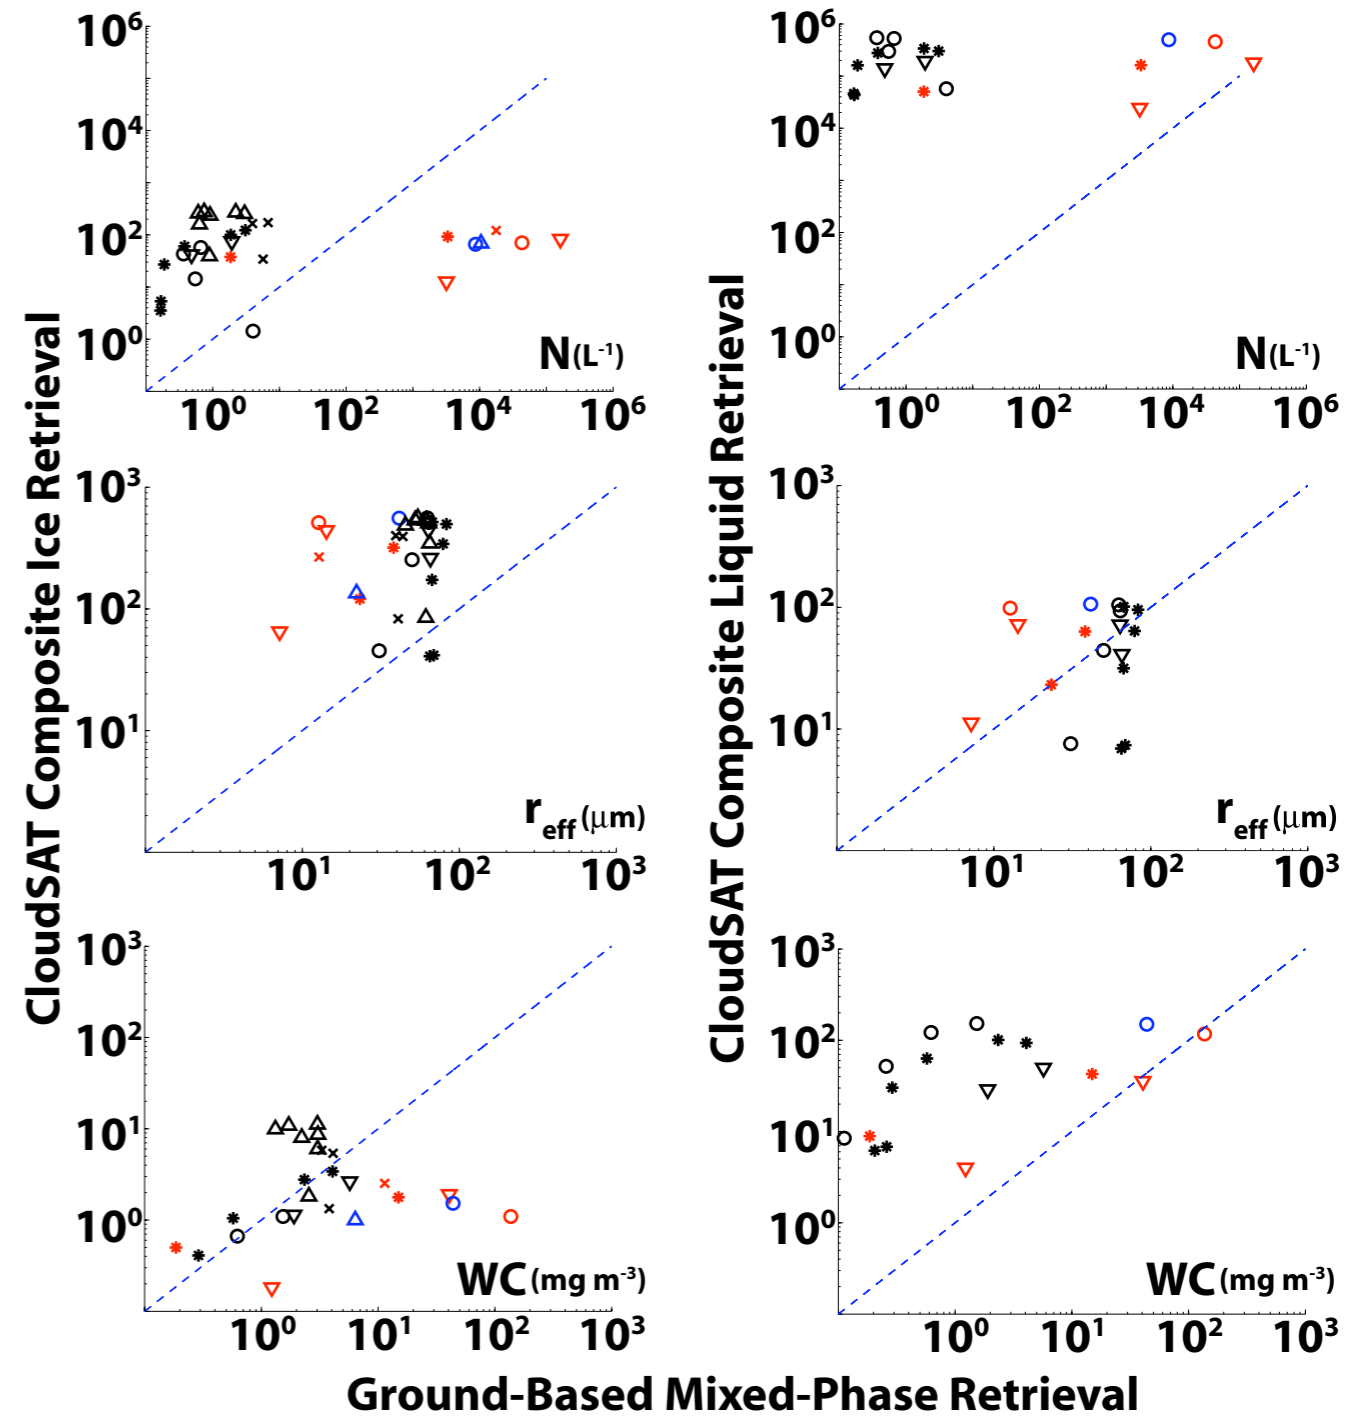 CloudSAT Composite Ice Retrieval
10⁶
10⁴
10²
10⁰
N(L⁻¹)
10⁰ 10² 10⁴ 10⁶
10³
10²
10¹
r_eff(μm)
10¹ 10² 10³
10³
10²
10¹
10⁰
WC(mg m⁻³)
10⁰ 10¹ 10² 10³
CloudSAT Composite Liquid Retrieval
10⁶
10⁴
10²
10⁰
N(L⁻¹)
10⁰ 10² 10⁴ 10⁶
10³
10²
10¹
r_eff(μm)
10¹ 10² 10³
10³
10²
10¹
10⁰
WC(mg m⁻³)
10⁰ 10¹ 10² 10³
Ground-Based Mixed-Phase Retrieval